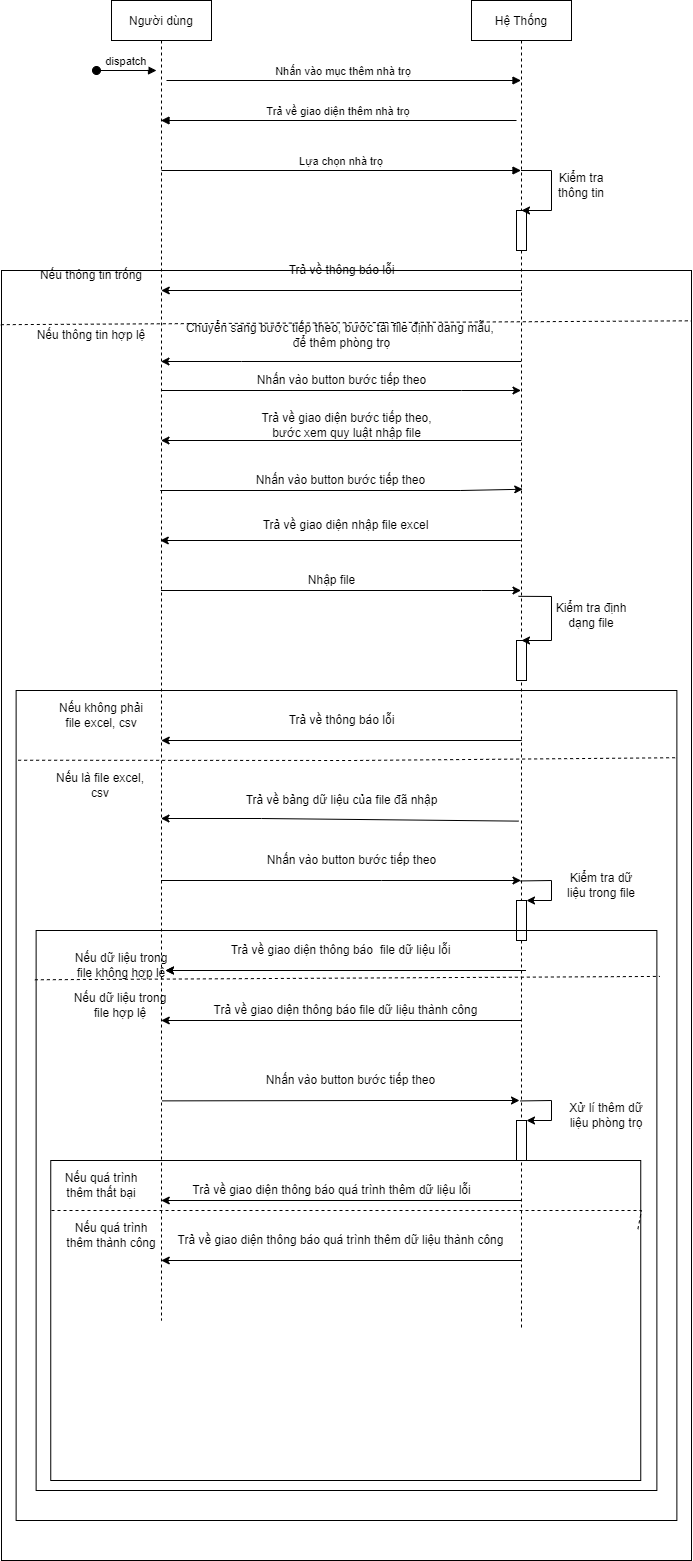 Người dùng
Hệ Thống
dispatch
Nhấn vào mục thêm nhà trọ
Trả về giao diện thêm nhà trọ
Lựa chọn nhà trọ
Kiểm tra
thông tin
Nếu thông tin trống
Trả về thông báo lỗi
Nếu thông tin hợp lệ
Chuyển sang bước tiếp theo, bước tải file định dạng mẫu,
để thêm phòng trọ
Nhấn vào button bước tiếp theo
Trả về giao diện bước tiếp theo,
bước xem quy luật nhập file
Nhấn vào button bước tiếp theo
Trả về giao diện nhập file excel
Nhập file
Kiểm tra định
dạng file
Nếu không phải
file excel, csv
Trả về thông báo lỗi
Nếu là file excel,
csv
Trả về bảng dữ liệu của file đã nhập
Nhấn vào button bước tiếp theo
Kiểm tra dữ
liệu trong file
Nếu dữ liệu trong
file không hợp lệ
Trả về giao diện thông báo file dữ liệu lỗi
Nếu dữ liệu trong
file hợp lệ
Trả về giao diện thông báo file dữ liệu thành công
Nhấn vào button bước tiếp theo
Xử lí thêm dữ
liệu phòng trọ
Nếu quá trình
thêm thất bại
Trả về giao diện thông báo quá trình thêm dữ liệu lỗi
Nếu quá trình
thêm thành công
Trả về giao diện thông báo quá trình thêm dữ liệu thành công